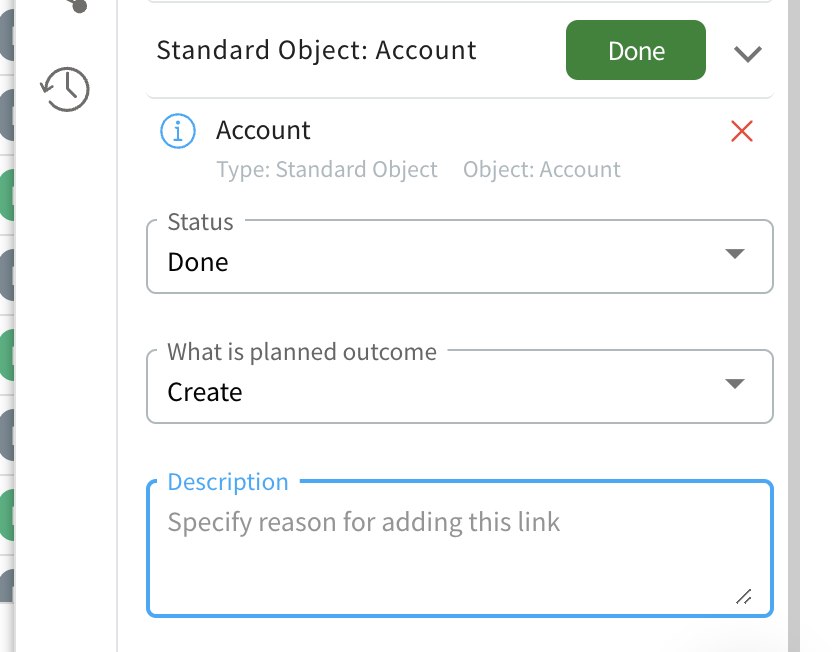 Standard Object: Account
Done
Account
Type: Standard Object Object: Account
Status
Done
What is planned outcome
Create
Description
Specify reason for adding this link